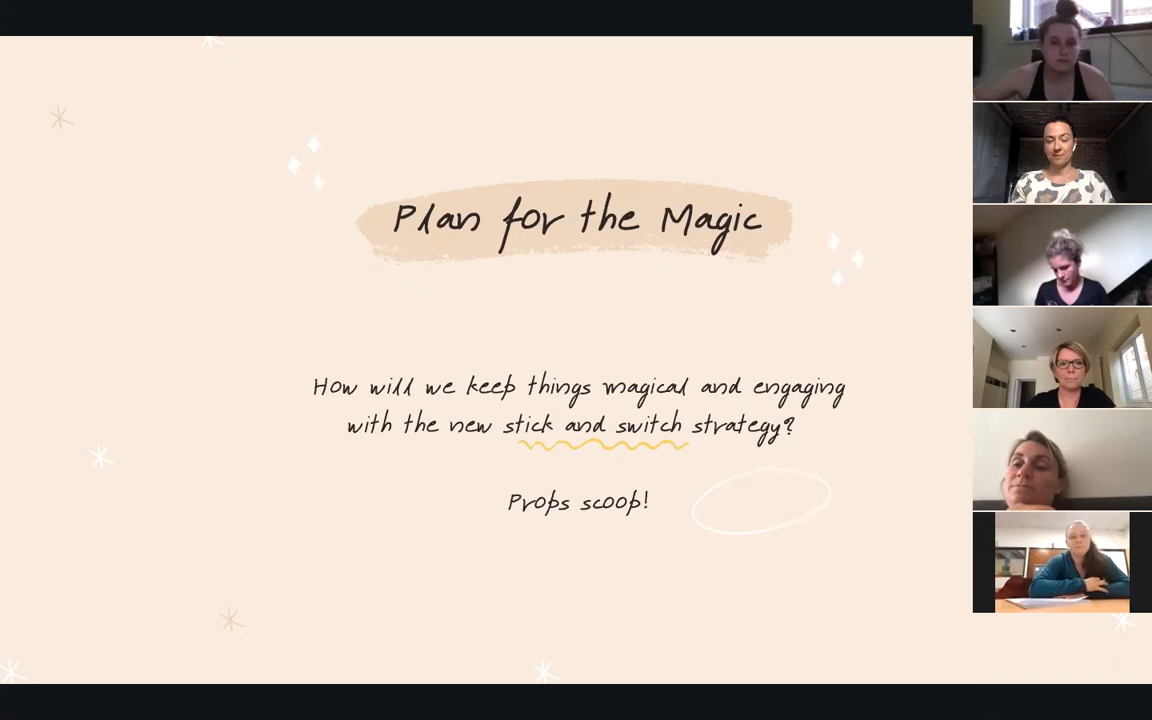 Plan for the Magic
How will we keep things magical and engaging
with the new stick and switch strategy?
Props scoop!